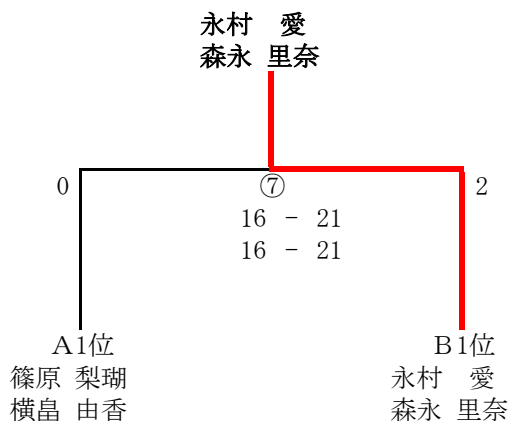 永村　愛
森永 里奈
0 ⑦ 2
16 － 21
16 － 21
A1位 B1位
篠原 梨瑚 永村　愛
横畠 由香 森永 里奈